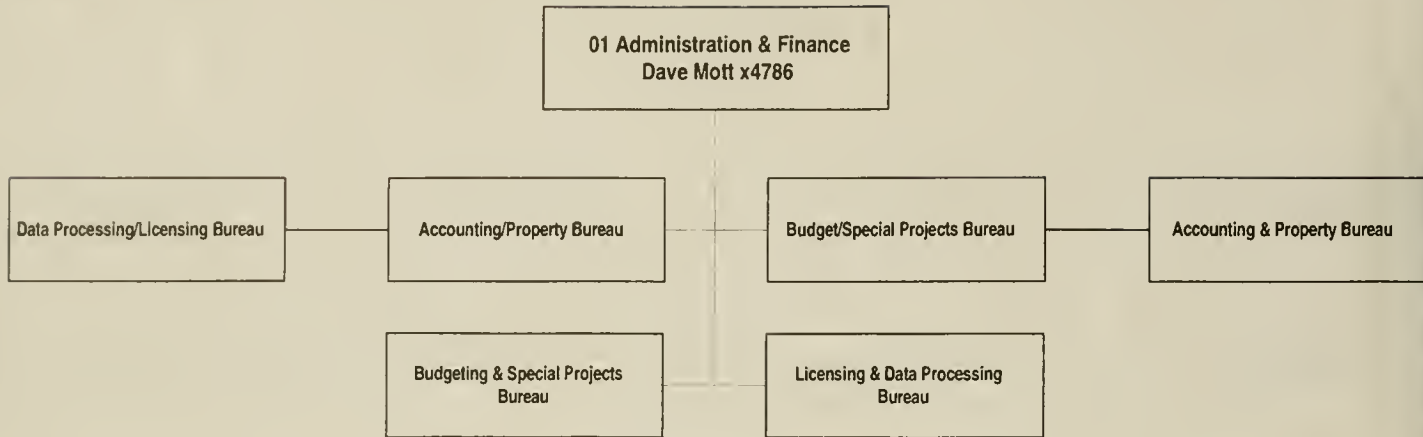 01 Administration & Finance
Dave Mott x4786
Data Processing/Licensing Bureau
Accounting/Property Bureau
Budget/Special Projects Bureau
Accounting & Property Bureau
Budgeting & Special Projects
Bureau
Licensing & Data Processing
Bureau